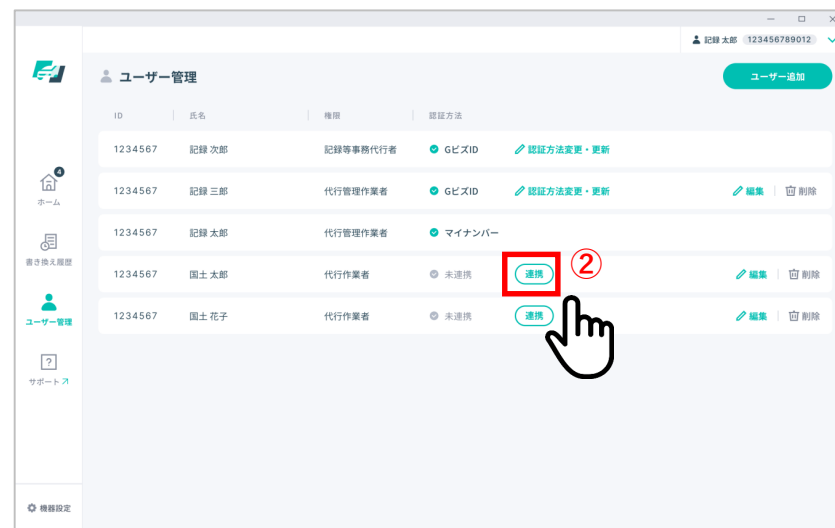 記録 太郎 123456789012
ユーザー管理
ユーザー追加
ID 氏名 権限 認証方法
1234567 記録 次郎 記録等事務代行者 GビズID 認証方法変更・更新
1234567 記録 三郎 代行管理作業者 GビズID 認証方法変更・更新 編集 削除
1234567 記録 太郎 代行管理作業者 マイナンバー
1234567 国土 太郎 代行作業者 未連携 連携 ② 編集 削除
1234567 国土 花子 代行作業者 未連携 連携 編集 削除
4
ホーム
書き換え履歴
ユーザー管理
?
サポート
機器設定